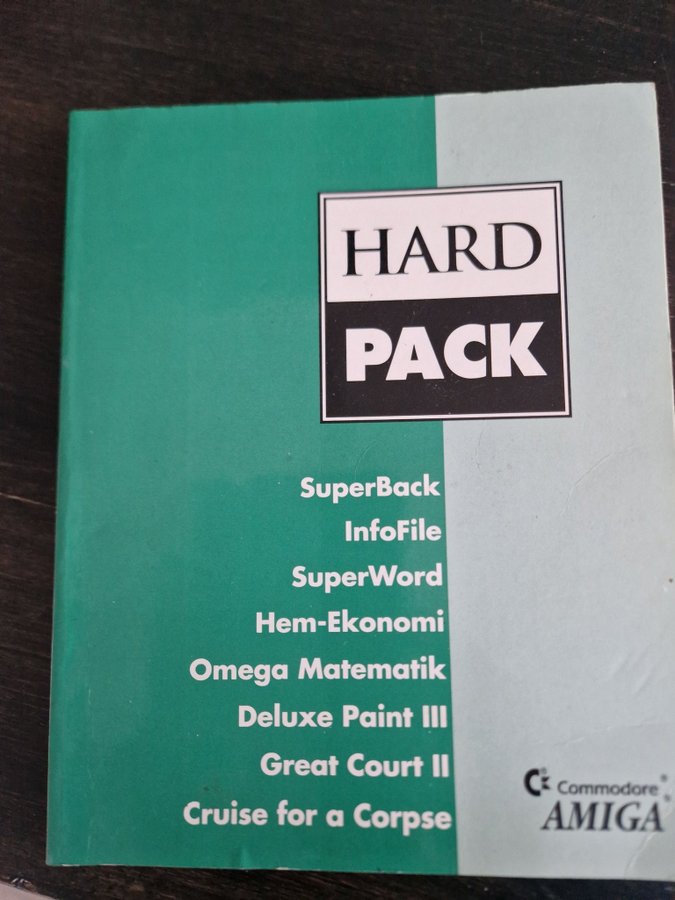 HARD
PACK
SuperBack
InfoFile
SuperWord
Hem-Ekonomi
Omega Matematik
Deluxe Paint III
Great Court II
Cruise for a Corpse
Commodore®
AMIGA®